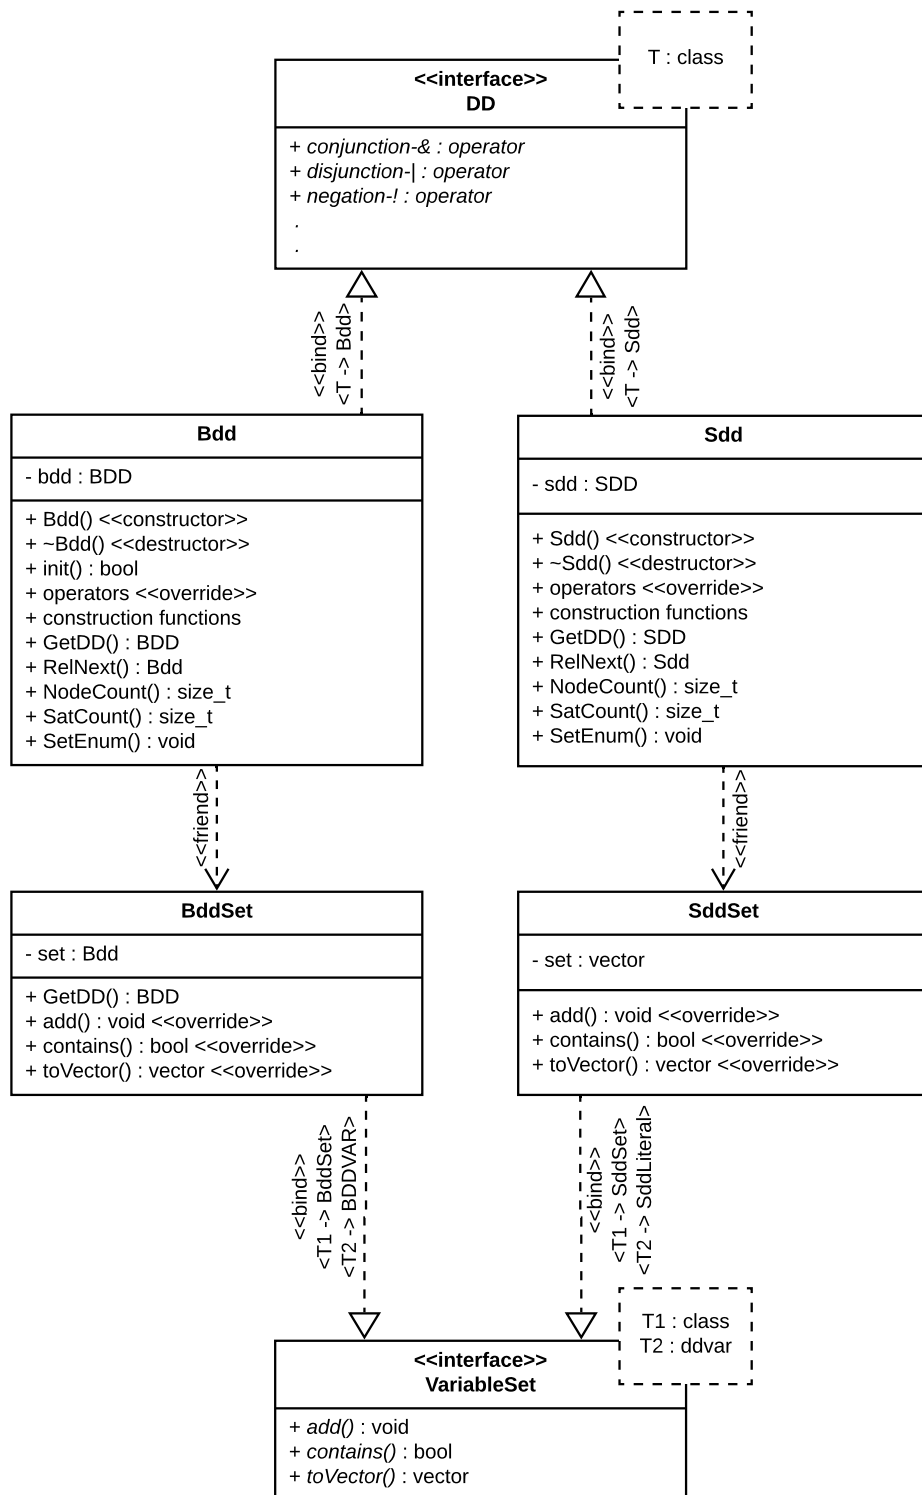 T : class
<<interface>>
DD
+ conjunction-& : operator
+ disjunction-| : operator
+ negation-! : operator
.
.
<<bind>>
<T -> Bdd>
<<bind>>
<T -> Sdd>
Bdd
- bdd : BDD
+ Bdd() <<constructor>>
+ ~Bdd() <<destructor>>
+ init() : bool
+ operators <<override>>
+ construction functions
+ GetDD() : BDD
+ RelNext() : Bdd
+ NodeCount() : size_t
+ SatCount() : size_t
+ SetEnum() : void
Sdd
- sdd : SDD
+ Sdd() <<constructor>>
+ ~Sdd() <<destructor>>
+ operators <<override>>
+ construction functions
+ GetDD() : SDD
+ RelNext() : Sdd
+ NodeCount() : size_t
+ SatCount() : size_t
+ SetEnum() : void
<<friend>>
<<friend>>
BddSet
- set : Bdd
+ GetDD() : BDD
+ add() : void <<override>>
+ contains() : bool <<override>>
+ toVector() : vector <<override>>
SddSet
- set : vector
+ add() : void <<override>>
+ contains() : bool <<override>>
+ toVector() : vector <<override>>
<<bind>>
<T1 -> BddSet>
<T2 -> BDDVAR>
<<bind>>
<T1 -> SddSet>
<T2 -> SddLiteral>
T1 : class
T2 : ddvar
<<interface>>
VariableSet
+ add() : void
+ contains() : bool
+ toVector() : vector